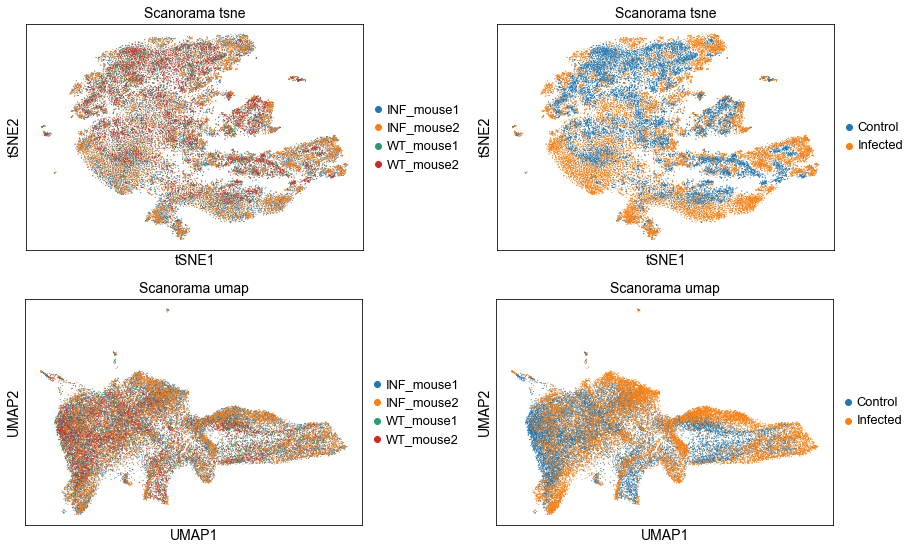 Scanorama tsne
tSNE2
tSNE1
INF_mouse1
INF_mouse2
WT_mouse1
WT_mouse2
Scanorama tsne
tSNE2
tSNE1
Control
Infected
Scanorama umap
UMAP2
UMAP1
INF_mouse1
INF_mouse2
WT_mouse1
WT_mouse2
Scanorama umap
UMAP2
UMAP1
Control
Infected